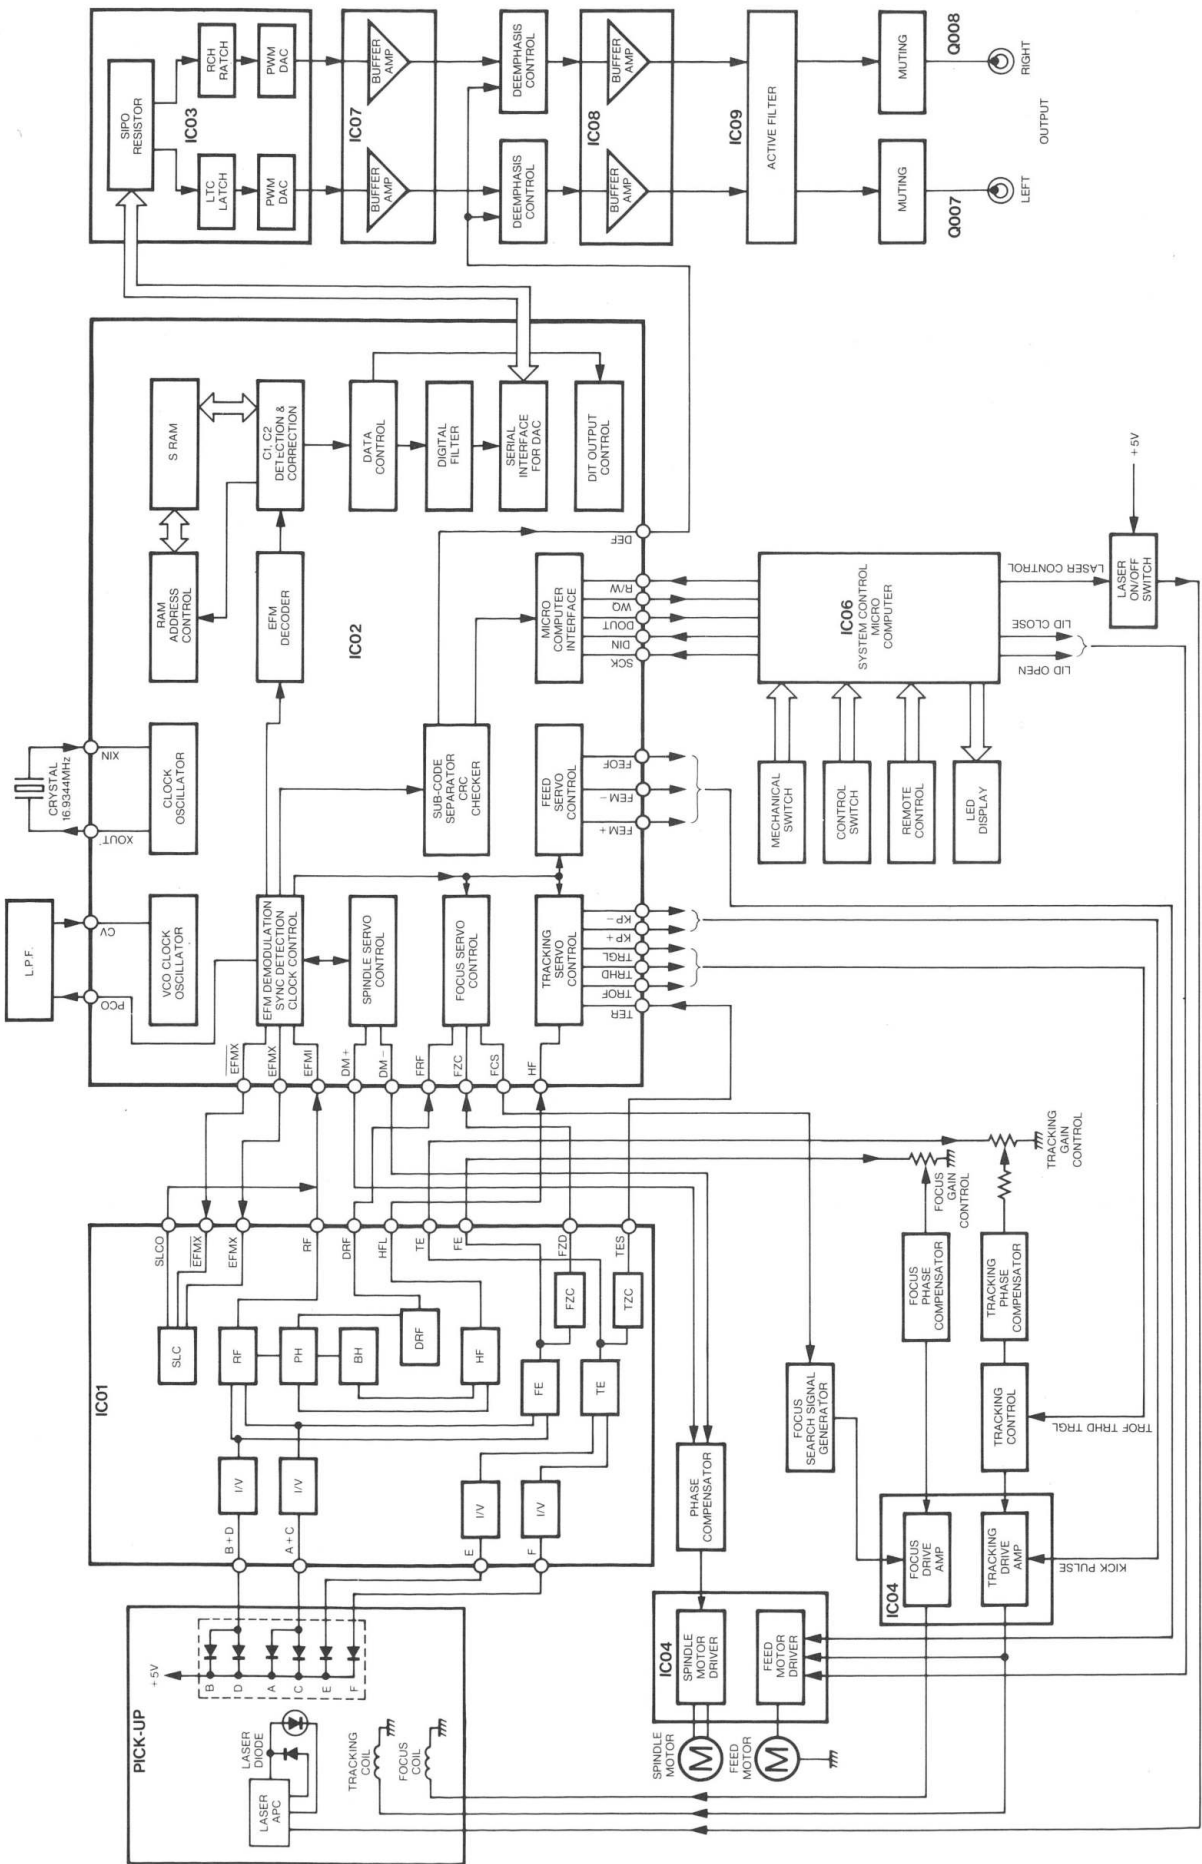 PICK-UP
+5V
B
D
A
C
E
F
LASER
DIODE
LASER
APC
TRACKING
COIL
FOCUS
COIL
IC01
B + D
A + C
E
F
I/V
I/V
I/V
I/V
SLC
RF
PH
BH
DRF
HF
FE
TE
FZC
TZC
SLCO
EFMX
EFMX
RF
DRF
HFL
TE
FE
FZD
TES
L.P.F.
CRYSTAL
16.9344MHz
PCO
CV
XOUT
XIN
VCO CLOCK
OSCILLATOR
CLOCK
OSCILLATOR
RAM
ADDRESS
CONTROL
S RAM
EFMX
EFMX
EFMI
DM +
DM −
FRF
FZC
FCS
HF
EFM DEMODULATION
SYNC DETECTION
CLOCK CONTROL
SPINDLE SERVO
CONTROL
FOCUS SERVO
CONTROL
TRACKING
SERVO
CONTROL
EFM
DECODER
C1, C2
DETECTION &
CORRECTION
IC02
SUB-CODE
SEPARATOR
CRC
CHECKER
FEED
SERVO
CONTROL
MICRO
COMPUTER
INTERFACE
DATA
CONTROL
DIGITAL
FILTER
SERIAL
INTERFACE
FOR DAC
DIT OUTPUT
CONTROL
TER
TROF
TRHD
TRGL
KP+
KP −
FEM +
FEM −
FEOF
SCK
DIN
DOUT
WQ
R/W
DEF
SIPO
RESISTOR
LTC
LATCH
RCH
RATCH
PWM
DAC
PWM
DAC
IC03
BUFFER
AMP
BUFFER
AMP
IC07
DEEMPHASIS
CONTROL
DEEMPHASIS
CONTROL
BUFFER
AMP
BUFFER
AMP
IC08
IC09
ACTIVE FILTER
MUTING
MUTING
Q007
Q008
LEFT
OUTPUT
RIGHT
MECHANICAL
SWITCH
CONTROL
SWITCH
REMOTE
CONTROL
LED
DISPLAY
IC06
SYSTEM CONTROL
MICRO
COMPUTER
LID OPEN
LID CLOSE
LASER CONTROL
LASER
ON/OFF
SWITCH
+5V
PHASE
COMPENSATOR
IC04
SPINDLE
MOTOR
DRIVER
FEED
MOTOR
DRIVER
SPINDLE
MOTOR
M
FEED
MOTOR
M
FOCUS
SEARCH SIGNAL
GENERATOR
FOCUS
PHASE
COMPENSATOR
FOCUS
GAIN
CONTROL
TRACKING
PHASE
COMPENSATOR
TRACKING
GAIN
CONTROL
TRACKING
CONTROL
TROF TRHD TRGL
IC04
FOCUS
DRIVE
AMP
TRACKING
DRIVE
AMP
KICK PULSE